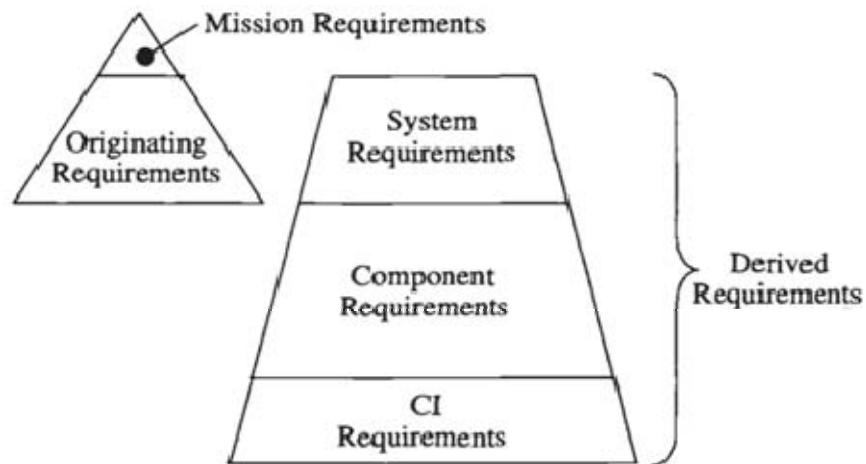 Mission Requirements
Originating
Requirements
System
Requirements
Component
Requirements
CI
Requirements
Derived
Requirements